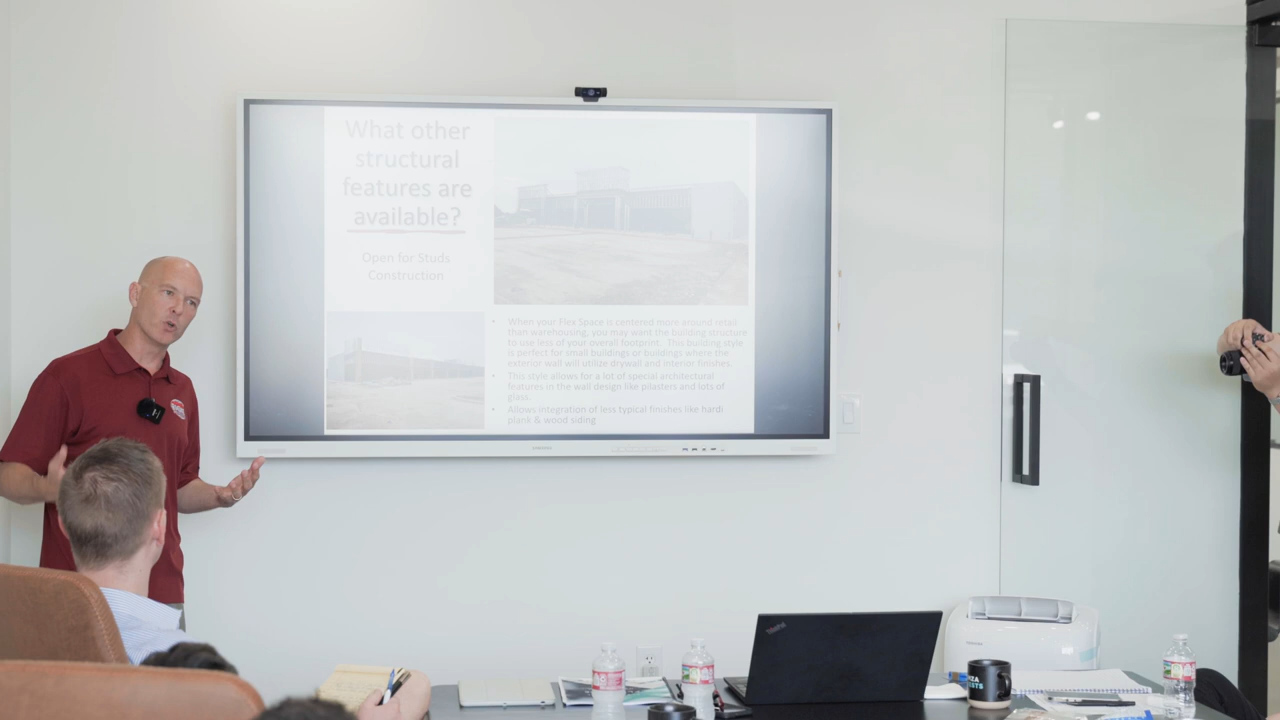 What other
structural
features are
available?
Open for Studs
Construction
• When your Flex Space is centered more around retail
than warehousing, you may want the building structure
to use less of your overall footprint. This building style
is perfect for small buildings or buildings where the
exterior wall will utilize drywall and interior finishes.
• This style allows for a lot of special architectural
features in the wall design like pilasters and lots of
glass.
• Allows integration of less typical finishes like hardi
plank & wood siding
ThinkPad